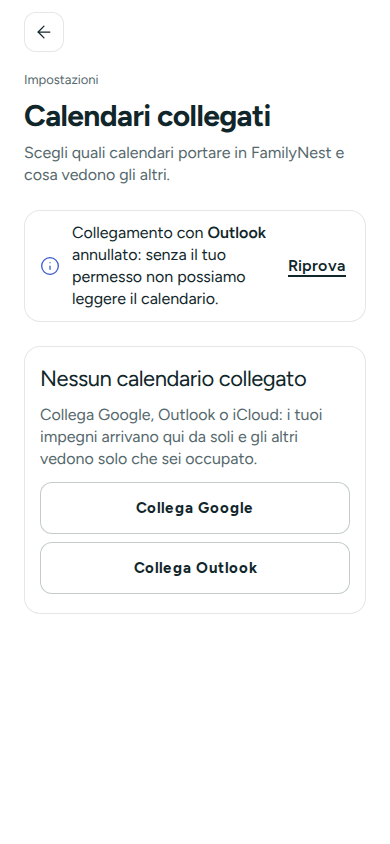 Impostazioni
Calendari collegati
Scegli quali calendari portare in FamilyNest e
cosa vedono gli altri.
Collegamento con Outlook
annullato: senza il tuo
permesso non possiamo
leggere il calendario.
Riprova
Nessun calendario collegato
Collega Google, Outlook o iCloud: i tuoi
impegni arrivano qui da soli e gli altri
vedono solo che sei occupato.
Collega Google
Collega Outlook